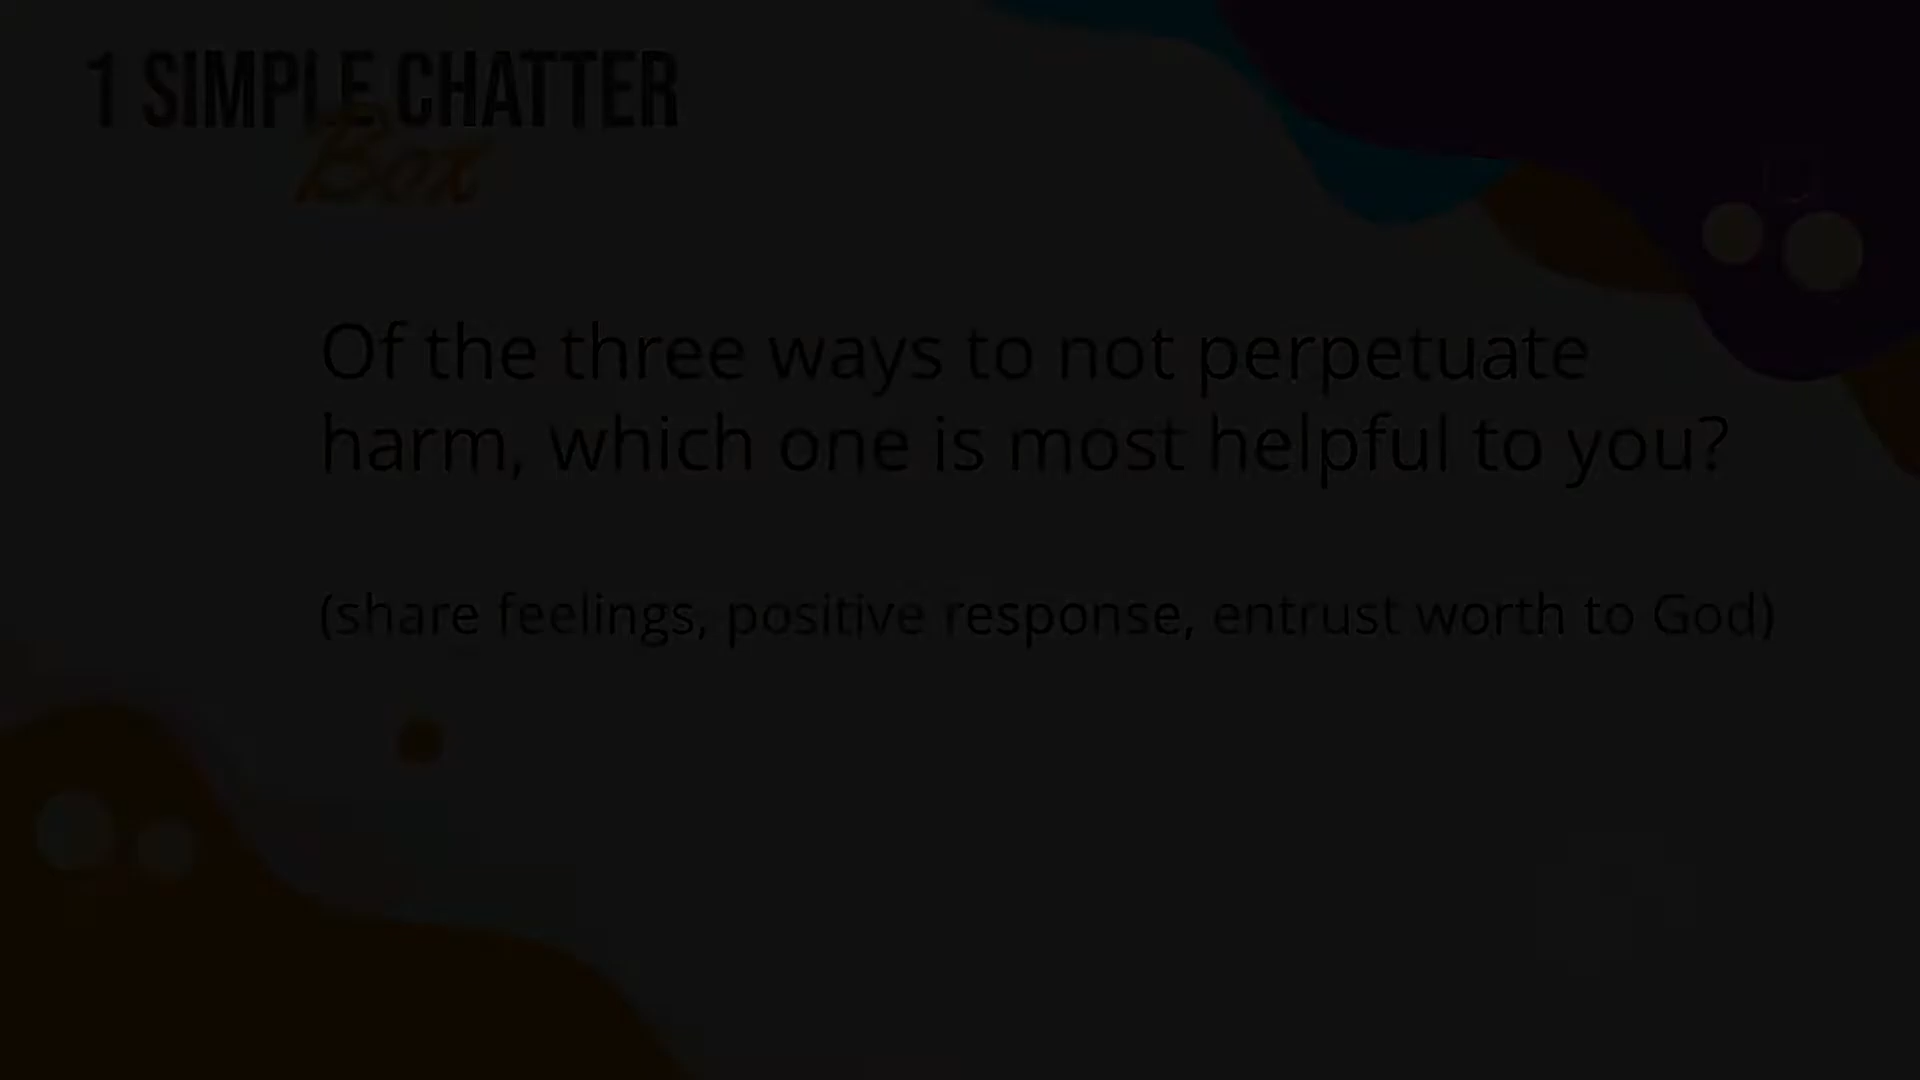 1 SIMPLE CHATTER
Box
Of the three ways to not perpetuate
harm, which one is most helpful to you?
(share feelings, positive response, entrust worth to God)